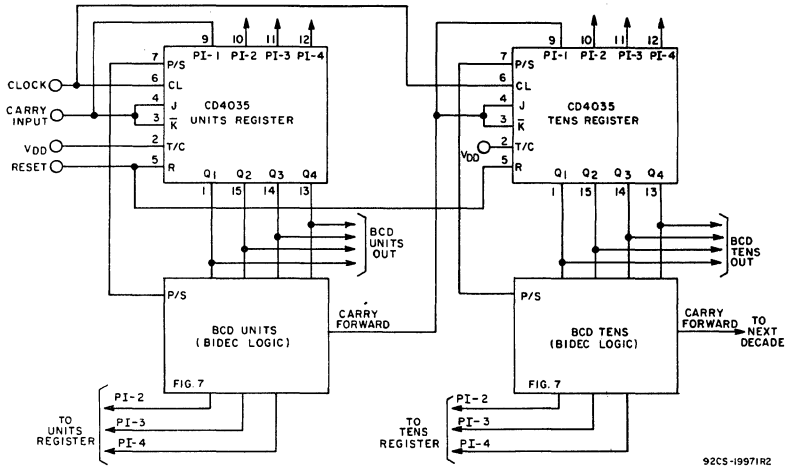 9 10 11 12
PI-1 PI-2 PI-3 PI-4
7 P/S
CLOCK 6 CL
4 J
CARRY INPUT
3 K̅
CD4035
UNITS REGISTER
VDD 2 T/C
RESET 5 R
Q1 Q2 Q3 Q4
1 15 14 13
BCD
UNITS
OUT
P/S
BCD UNITS
(BIDEC LOGIC)
FIG. 7
CARRY
FORWARD
PI-2
PI-3
PI-4
TO
UNITS
REGISTER
9 10 11 12
PI-1 PI-2 PI-3 PI-4
7 P/S
6 CL
4 J
3 K̅
CD4035
TENS REGISTER
VDD 2 T/C
5 R
Q1 Q2 Q3 Q4
1 15 14 13
BCD
TENS
OUT
P/S
BCD TENS
(BIDEC LOGIC)
FIG. 7
CARRY
FORWARD
TO
NEXT
DECADE
PI-2
PI-3
PI-4
TO
TENS
REGISTER
92CS-19971R2